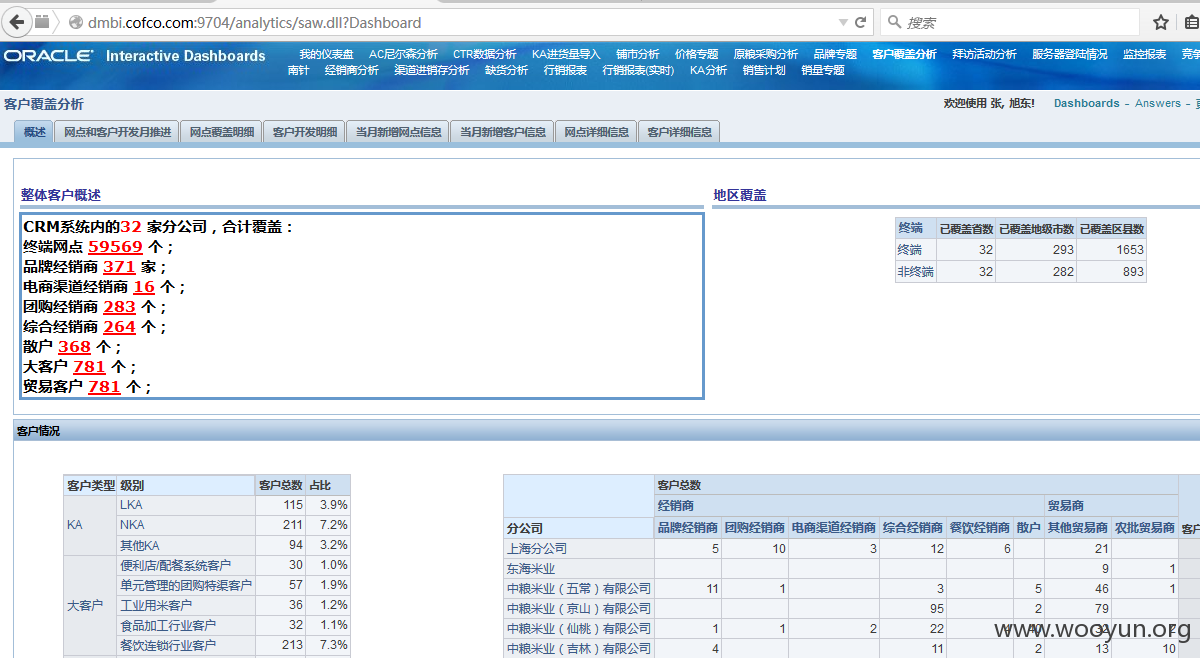 dmbi.cofco.com:9704/analytics/saw.dll?Dashboard
搜索
ORACLE Interactive Dashboards
我的仪表盘 AC尼尔森分析 CTR数据分析 KA进货量导入 铺市分析 价格专题 原粮采购分析 品牌专题 客户覆盖分析 拜访活动分析 服务器登陆情况 监控报表
南针 经销商分析 渠道进销存分析 缺货分析 行销报表 行销报表(实时) KA分析 销售计划 销量专题
客户覆盖分析
欢迎使用 张, 旭东! Dashboards - Answers -
概述 网点和客户开发月推进 网点覆盖明细 客户开发明细 当月新增网点信息 当月新增客户信息 网点详细信息 客户详细信息
整体客户概述
CRM系统内的32 家分公司，合计覆盖：
终端网点 59569 个；
品牌经销商 371 家；
电商渠道经销商 16 个；
团购经销商 283 个；
综合经销商 264 个；
散户 368 个；
大客户 781 个；
贸易客户 781 个；
地区覆盖
终端 已覆盖首数 已覆盖地级市数 已覆盖区县数
终端 32 293 1653
非终端 32 282 893
客户情况
客户类型 级别 客户总数 占比
KA
LKA 115 3.9%
NKA 211 7.2%
其他KA 94 3.2%
大客户
便利店/配餐系统客户 30 1.0%
单元管理的团购特渠客户 57 1.9%
工业用米客户 36 1.2%
食品加工行业客户 32 1.1%
餐饮连锁行业客户 213 7.3%
客户总数
经销商 贸易商
分公司 品牌经销商 团购经销商 电商渠道经销商 综合经销商 餐饮经销商 散户 其他贸易商 农批贸易商
上海分公司 5 10 3 12 6 21
东海米业 9 1
中粮米业（五常）有限公司 11 1 3 5 46 1
中粮米业（京山）有限公司 95 2 79
中粮米业（仙桃）有限公司 1 1 2 22
中粮米业（吉林）有限公司 4 11 2 13 10
www.wooyun.org